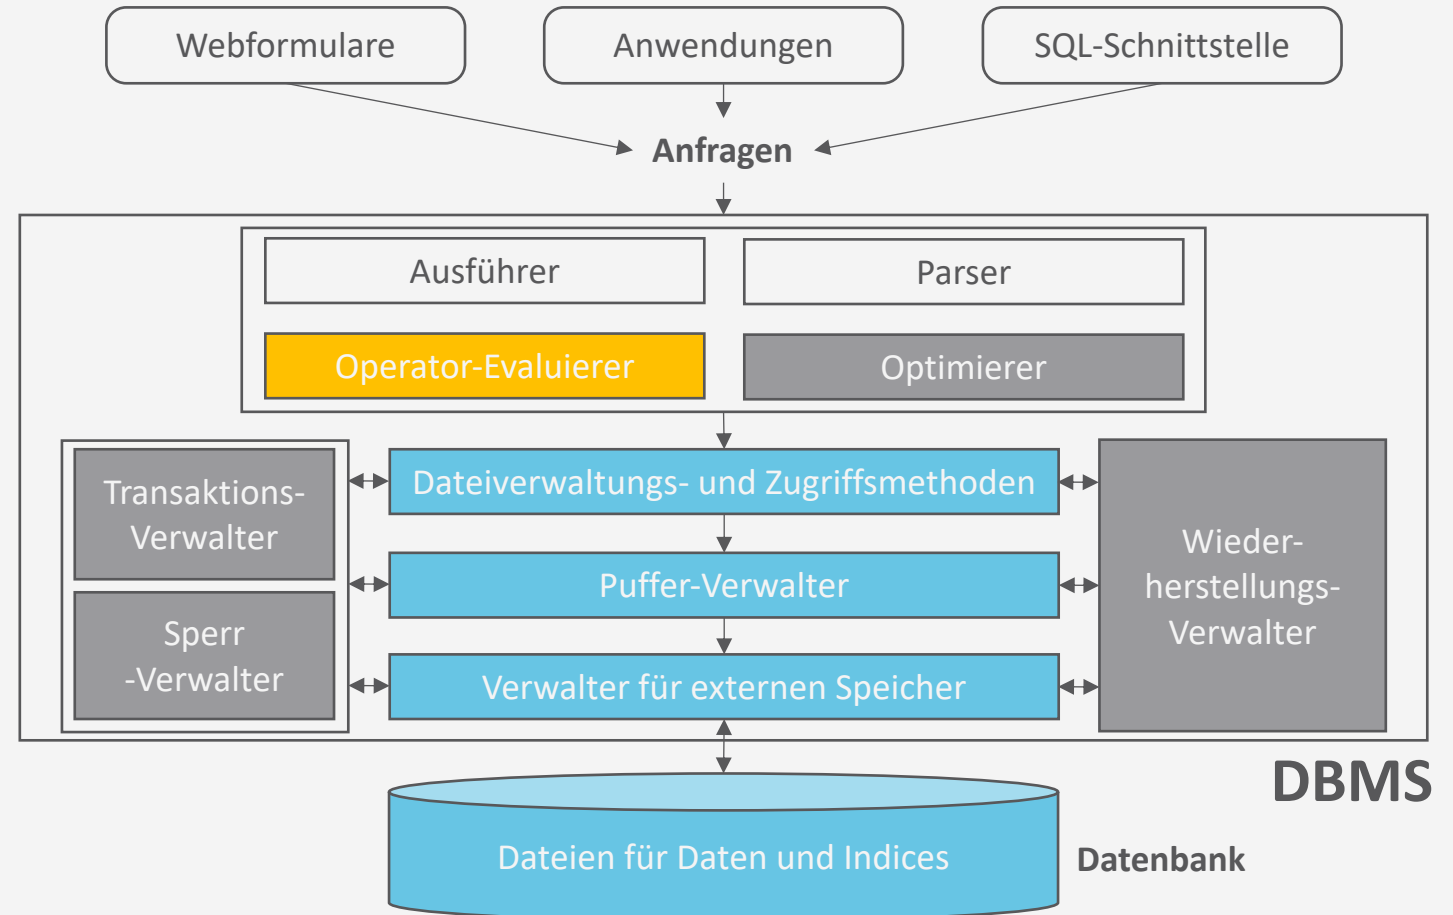 Webformulare
Anwendungen
SQL-Schnittstelle
Anfragen
Ausführer
Parser
Operator-Evaluierer
Optimierer
Transaktions-
Verwalter
Sperr
-Verwalter
Dateiverwaltungs- und Zugriffsmethoden
Puffer-Verwalter
Verwalter für externen Speicher
Wieder-
herstellungs-
Verwalter
DBMS
Dateien für Daten und Indices
Datenbank